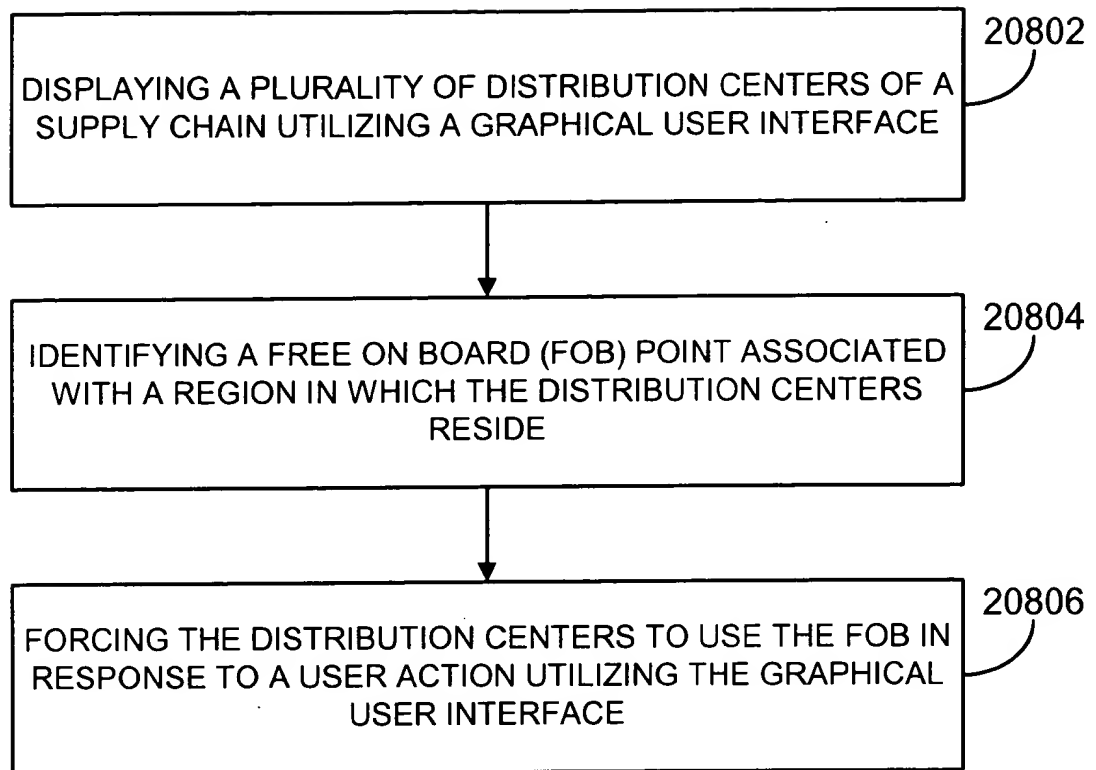 20802
DISPLAYING A PLURALITY OF DISTRIBUTION CENTERS OF A
SUPPLY CHAIN UTILIZING A GRAPHICAL USER INTERFACE
20804
IDENTIFYING A FREE ON BOARD (FOB) POINT ASSOCIATED
WITH A REGION IN WHICH THE DISTRIBUTION CENTERS
RESIDE
20806
FORCING THE DISTRIBUTION CENTERS TO USE THE FOB IN
RESPONSE TO A USER ACTION UTILIZING THE GRAPHICAL
USER INTERFACE